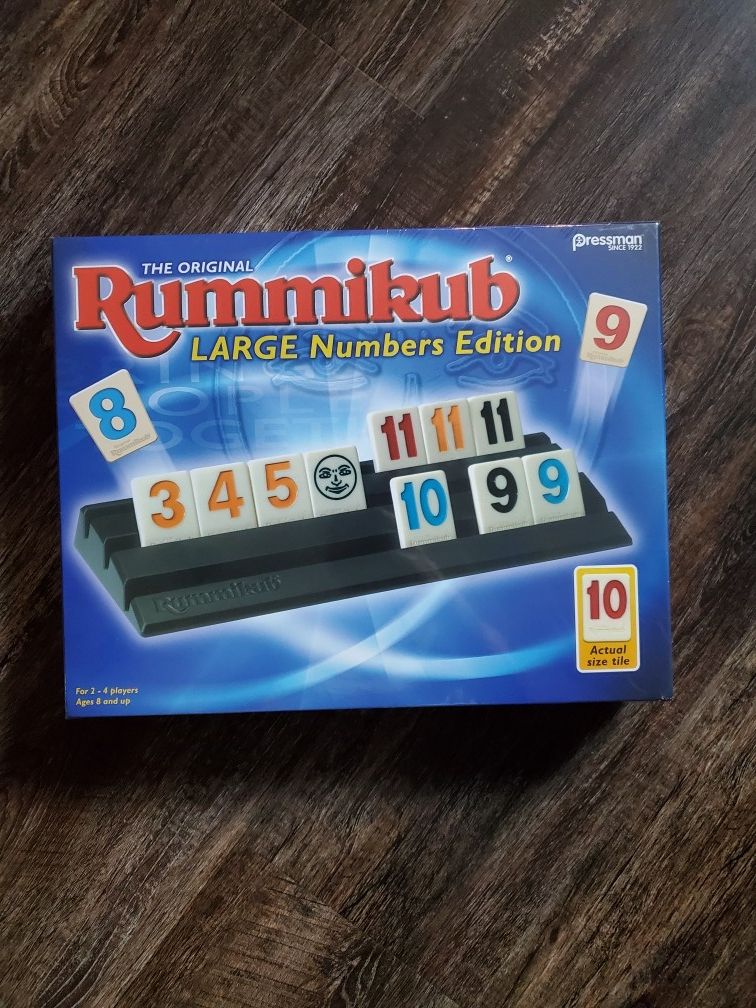 pressman
SINCE 1922
THE ORIGINAL
Rummikub®
LARGE Numbers Edition
9
8
11 11 11
3 4 5
10 9 9
Rummikub
10
Actual
size tile
For 2 - 4 players
Ages 8 and up